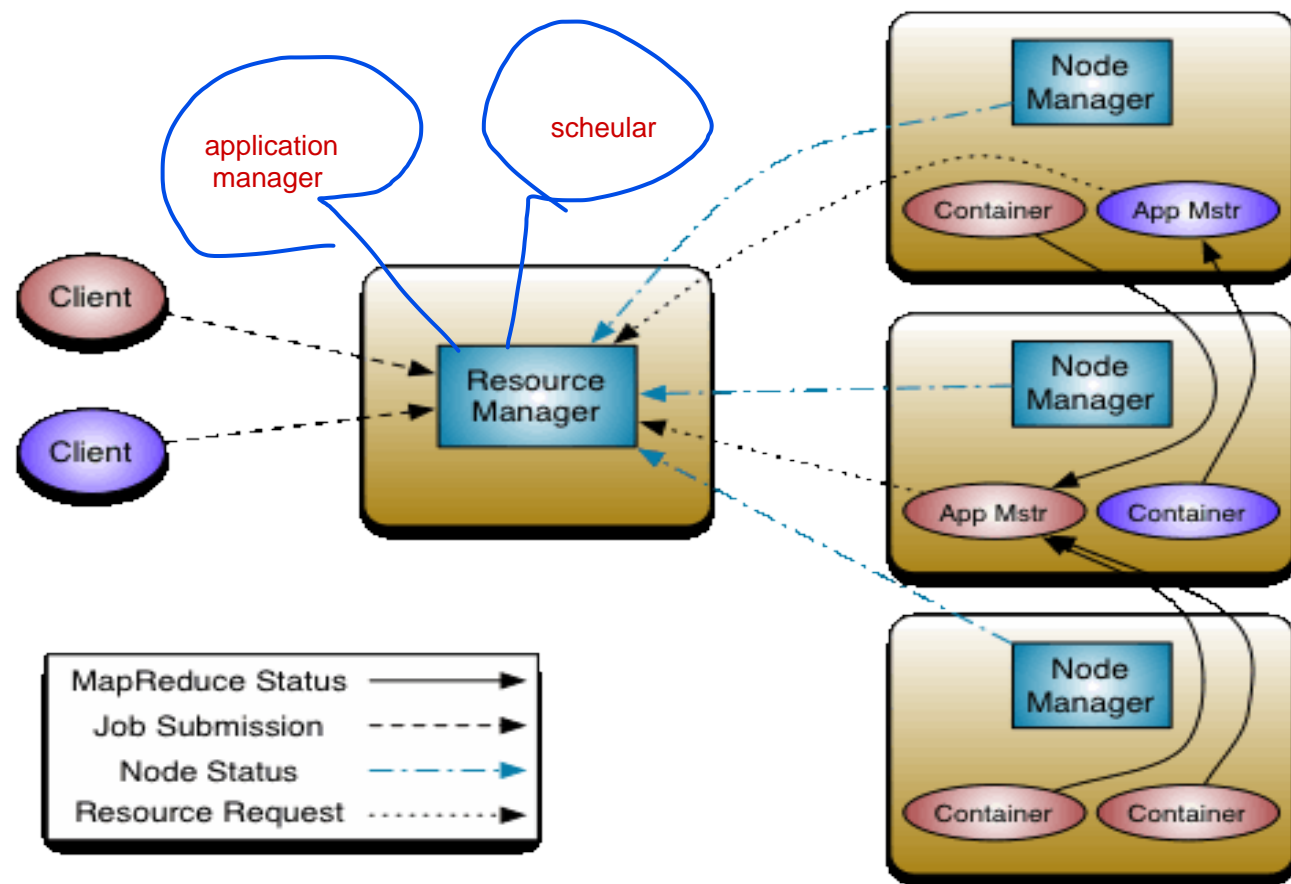 application
manager
scheular
Client
Client
Resource
Manager
Node
Manager
Container
App Mstr
Node
Manager
App Mstr
Container
Node
Manager
Container
Container
MapReduce Status
Job Submission
Node Status
Resource Request